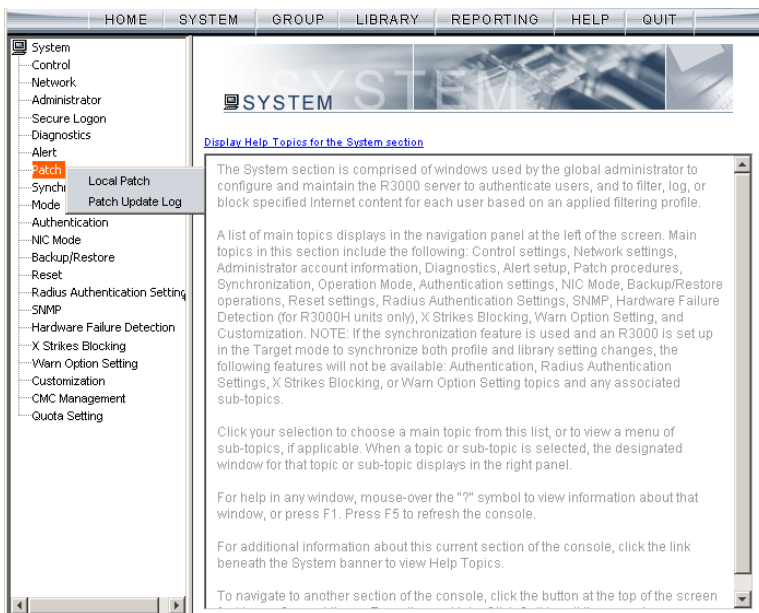 HOME SYSTEM GROUP LIBRARY REPORTING HELP QUIT
System
Control
Network
Administrator
Secure Logon
Diagnostics
Alert
Patch
Local Patch
Patch Update Log
Mode
Authentication
NIC Mode
Backup/Restore
Reset
Radius Authentication Setting
SNMP
Hardware Failure Detection
X Strikes Blocking
Warn Option Setting
Customization
CMC Management
Quota Setting
SYSTEM
SYSTEM
Display Help Topics for the System section
The System section is comprised of windows used by the global administrator to
configure and maintain the R3000 server to authenticate users, and to filter, log, or
block specified Internet content for each user based on an applied filtering profile.
A list of main topics displays in the navigation panel at the left of the screen. Main
topics in this section include the following: Control settings, Network settings,
Administrator account information, Diagnostics, Alert setup, Patch procedures,
Synchronization, Operation Mode, Authentication settings, NIC Mode, Backup/Restore
operations, Reset settings, Radius Authentication Settings, SNMP, Hardware Failure
Detection (for R3000H units only), X Strikes Blocking, Warn Option Setting, and
Customization. NOTE: If the synchronization feature is used and an R3000 is set up
in the Target mode to synchronize both profile and library setting changes, the
following features will not be available: Authentication, Radius Authentication
Settings, X Strikes Blocking, or Warn Option Setting topics and any associated
sub-topics.
Click your selection to choose a main topic from this list, or to view a menu of
sub-topics, if applicable. When a topic or sub-topic is selected, the designated
window for that topic or sub-topic displays in the right panel.
For help in any window, mouse-over the "?" symbol to view information about that
window, or press F1. Press F5 to refresh the console.
For additional information about this current section of the console, click the link
beneath the System banner to view Help Topics.
To navigate to another section of the console, click the button at the top of the screen